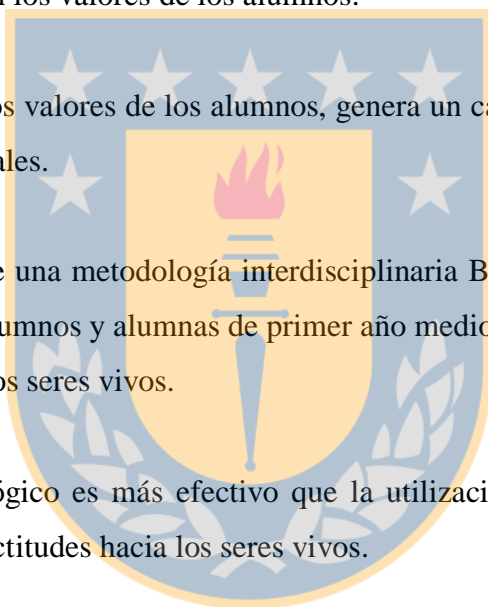 los valores de los alumnos.
os valores de los alumnos, genera un ca
ales.
e una metodología interdisciplinaria B
lumnos y alumnas de primer año medio
os seres vivos.
ógico es más efectivo que la utilizaci
ctitudes hacia los seres vivos.